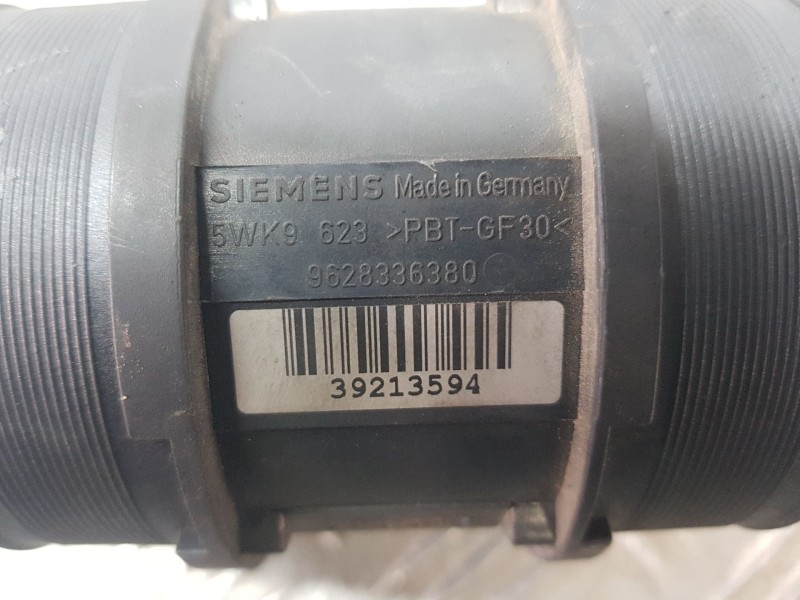 SIEMENS Made in Germany
5WK9 623 >PBT-GF30<
9628336380
39213594